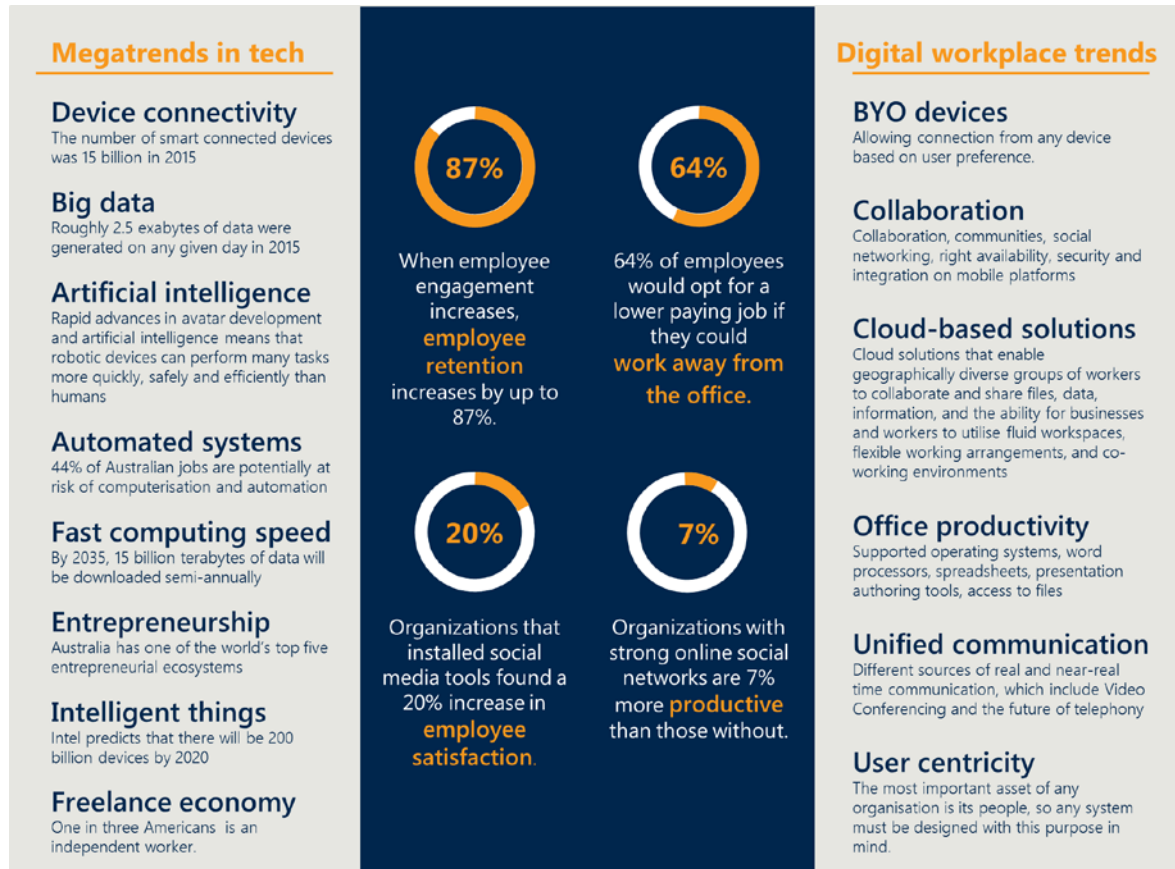 Megatrends in tech
Device connectivity
The number of smart connected devices
was 15 billion in 2015
Big data
Roughly 2.5 exabytes of data were
generated on any given day in 2015
Artificial intelligence
Rapid advances in avatar development
and artificial intelligence means that
robotic devices can perform many tasks
more quickly, safely and efficiently than
humans
Automated systems
44% of Australian jobs are potentially at
risk of computerisation and automation
Fast computing speed
By 2035, 15 billion terabytes of data will
be downloaded semi-annually
Entrepreneurship
Australia has one of the world's top five
entrepreneurial ecosystems
Intelligent things
Intel predicts that there will be 200
billion devices by 2020
Freelance economy
One in three Americans is an
independent worker.
87%
When employee
engagement
increases,
employee
retention
increases by up to
87%.
64%
64% of employees
would opt for a
lower paying job if
they could
work away from
the office.
20%
Organizations that
installed social
media tools found a
20% increase in
employee
satisfaction.
7%
Organizations with
strong online social
networks are 7%
more productive
than those without.
Digital workplace trends
BYO devices
Allowing connection from any device
based on user preference.
Collaboration
Collaboration, communities, social
networking, right availability, security and
integration on mobile platforms
Cloud-based solutions
Cloud solutions that enable
geographically diverse groups of workers
to collaborate and share files, data,
information, and the ability for businesses
and workers to utilise fluid workspaces,
flexible working arrangements, and co-
working environments
Office productivity
Supported operating systems, word
processors, spreadsheets, presentation
authoring tools, access to files
Unified communication
Different sources of real and near-real
time communication, which include Video
Conferencing and the future of telephony
User centricity
The most important asset of any
organisation is its people, so any system
must be designed with this purpose in
mind.